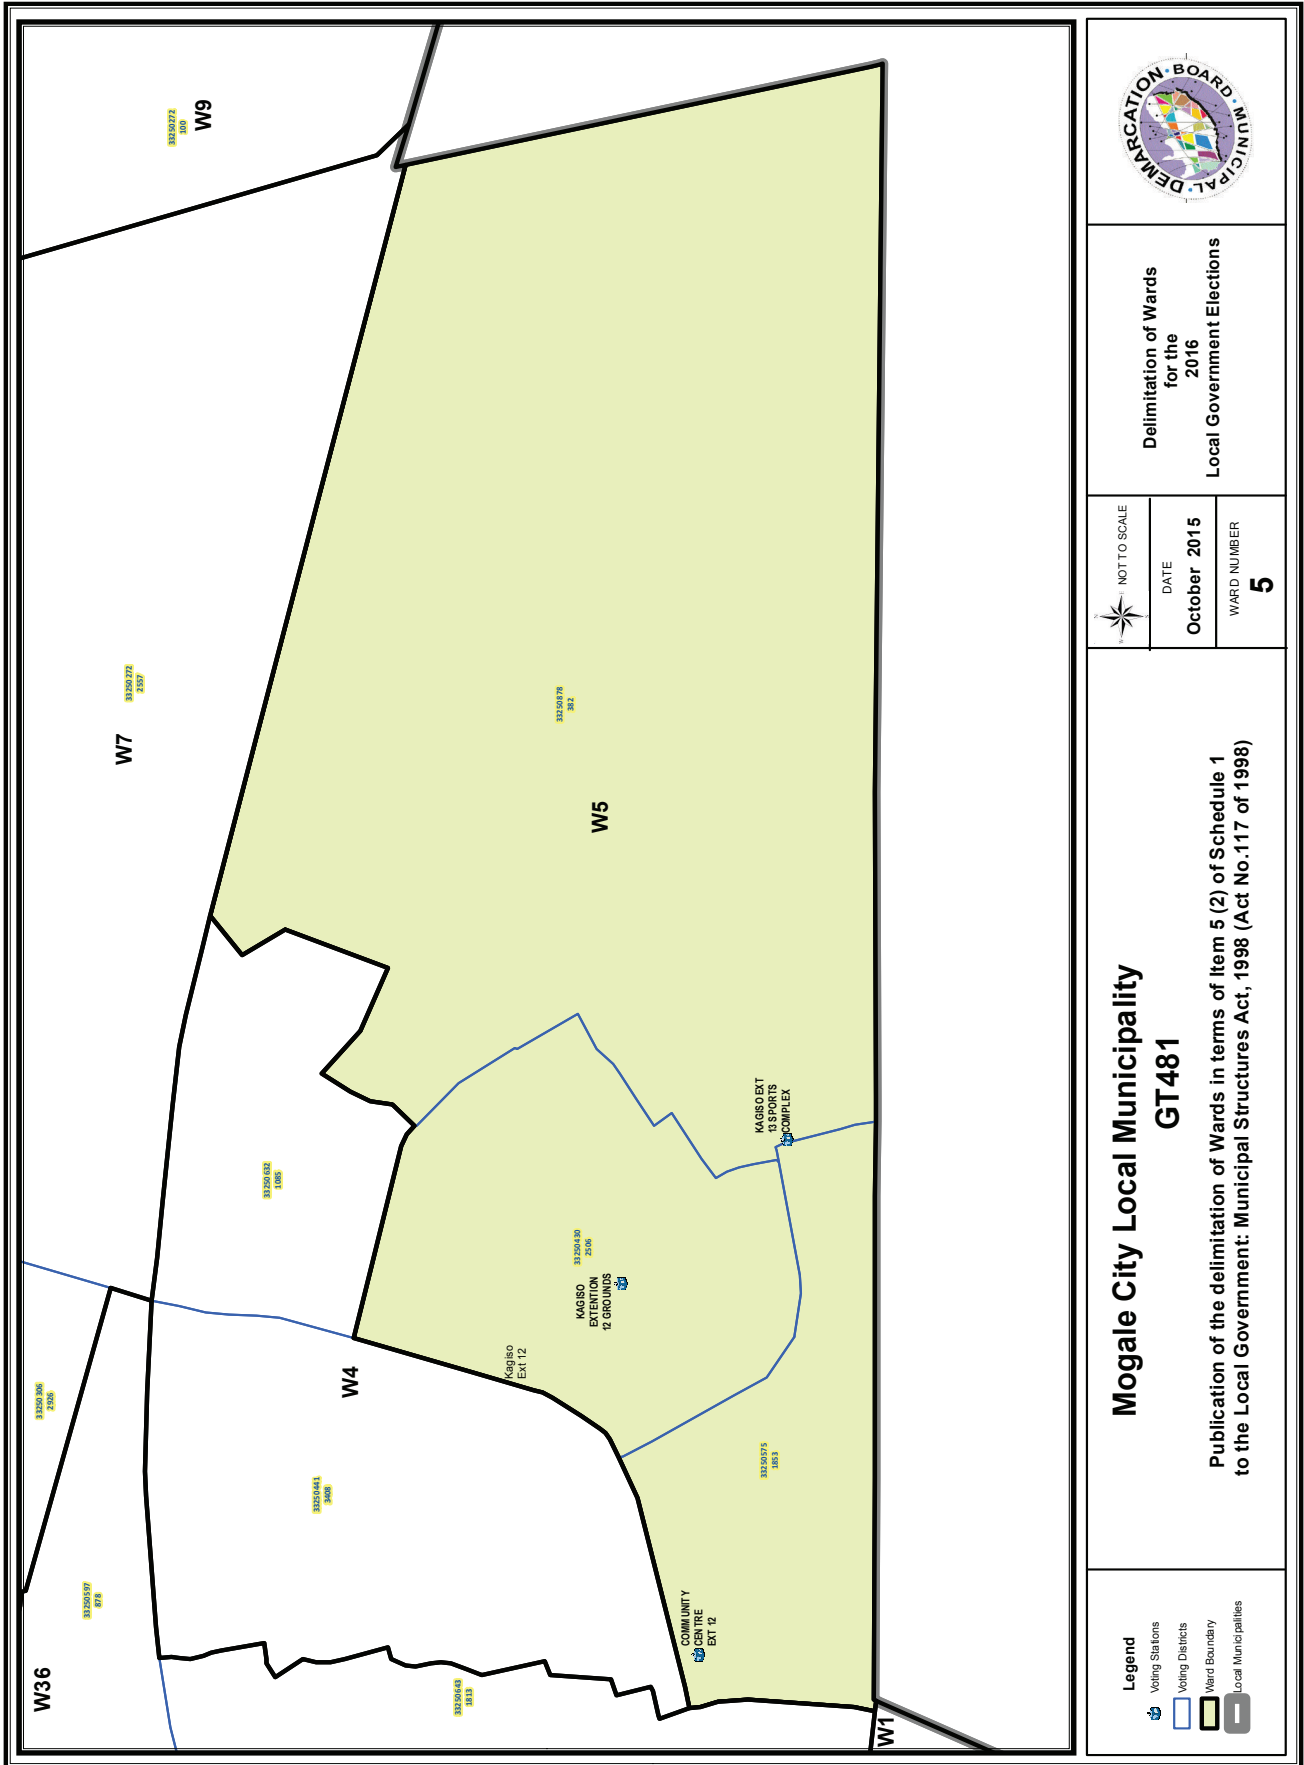 W9
33250272
100
W7
33250272
2557
W5
33250878
382
33250632
1085
33250306
2926
W4
33250441
3408
W36
33250597
878
33250643
1813
W1
33250430
2506
KAGISO
EXTENTION
12 GROUNDS
Kagiso
Ext 12
KAGISO EXT
13 SPORTS
COMPLEX
33250575
1853
COMMUNITY
CENTRE
EXT 12
Legend
Voting Stations
Voting Districts
Ward Boundary
Local Municipalities
Mogale City Local Municipality
GT481
Publication of the delimitation of Wards in terms of Item 5 (2) of Schedule 1
to the Local Government: Municipal Structures Act, 1998 (Act No.117 of 1998)
N
W
E
S
NOT TO SCALE
DATE
October 2015
WARD NUMBER
5
Delimitation of Wards
for the
2016
Local Government Elections
MUNICIPAL • DEMARCATION • BOARD •